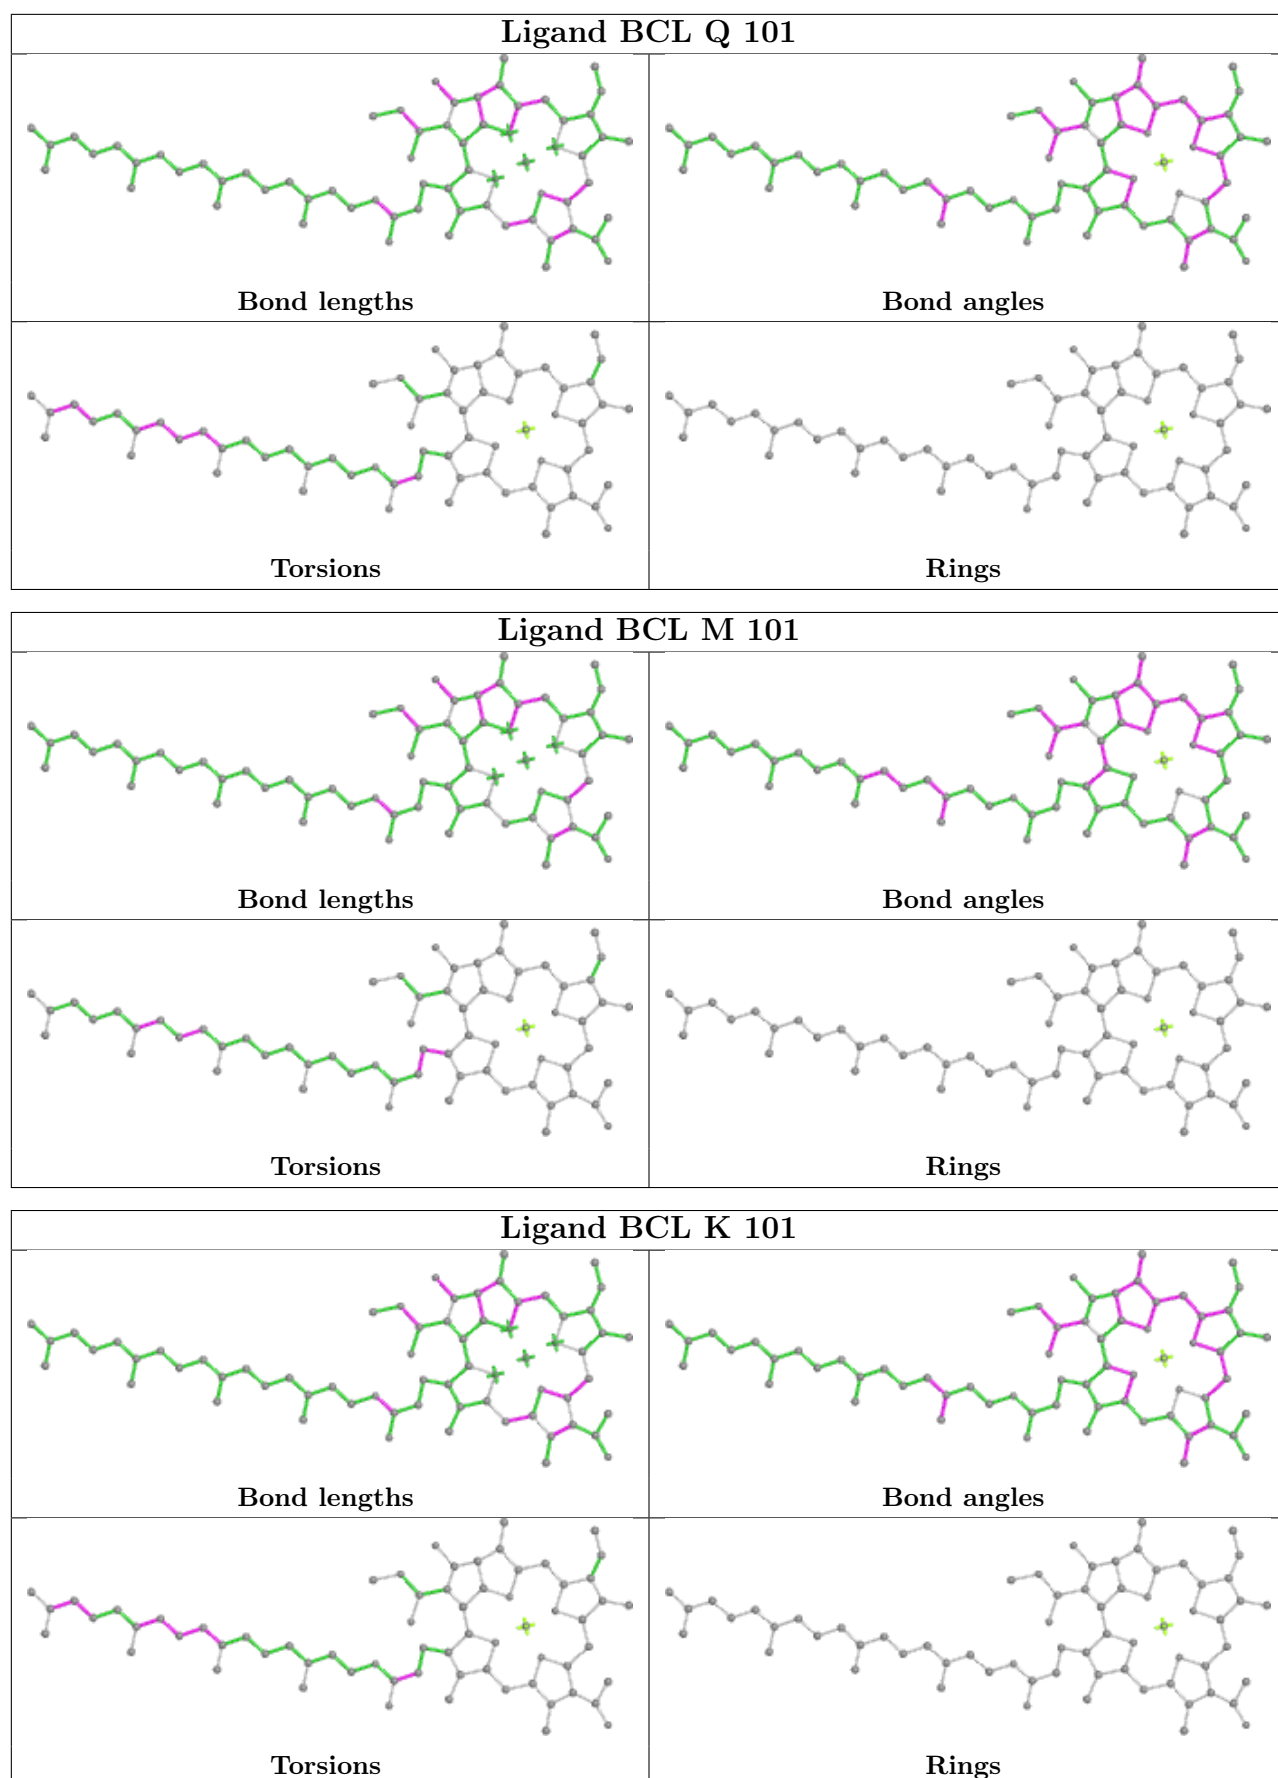 Ligand BCL Q 101
Bond lengths
Bond angles
Torsions
Rings
Ligand BCL M 101
Bond lengths
Bond angles
Torsions
Rings
Ligand BCL K 101
Bond lengths
Bond angles
Torsions
Rings